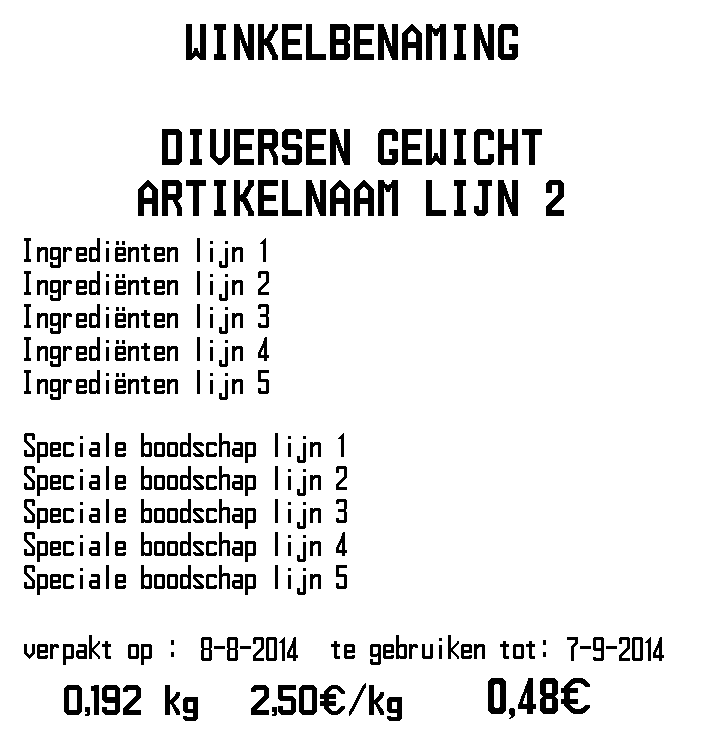 WINKELBENAMING
DIVERSEN GEWICHT
ARTIKELNAAM LIJN 2
Ingrediënten lijn 1
Ingrediënten lijn 2
Ingrediënten lijn 3
Ingrediënten lijn 4
Ingrediënten lijn 5
Speciale boodschap lijn 1
Speciale boodschap lijn 2
Speciale boodschap lijn 3
Speciale boodschap lijn 4
Speciale boodschap lijn 5
verpakt op : 8-8-2014 te gebruiken tot: 7-9-2014
0,192 kg 2,50€/kg 0,48€